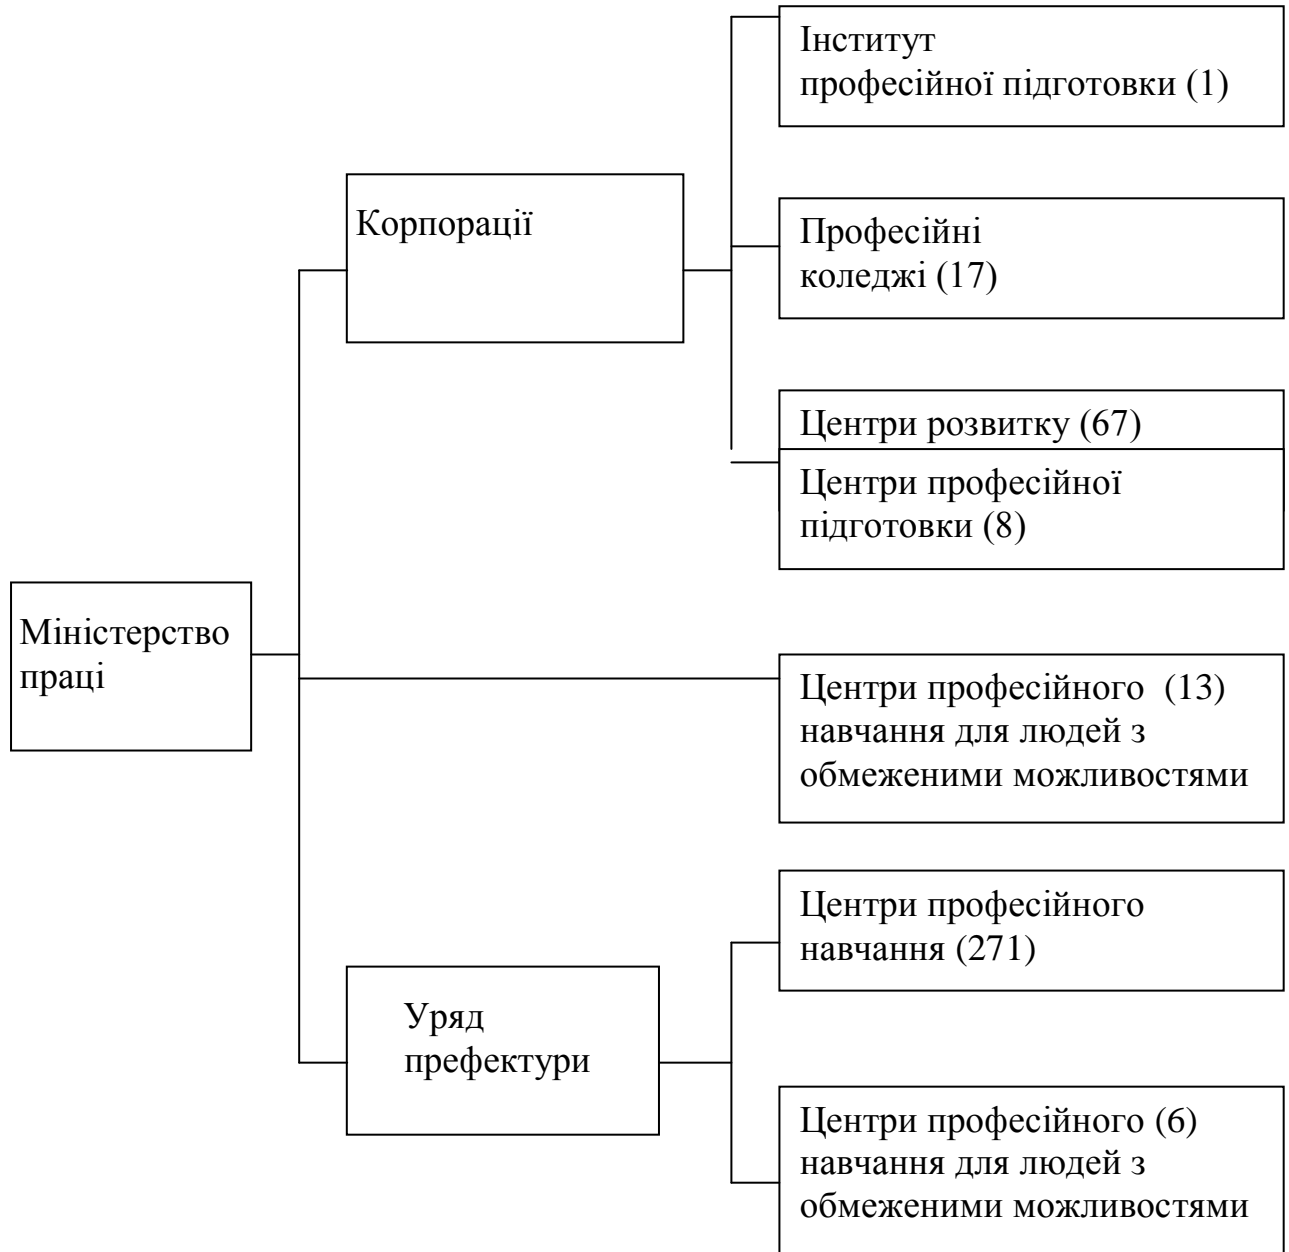 Інститут
професійної підготовки (1)
Корпорації
Професійні
коледжі (17)
Центри розвитку (67)
Центри професійної
підготовки (8)
Міністерство
праці
Центри професійного (13)
навчання для людей з
обмеженими можливостями
Центри професійного
навчання (271)
Уряд
префектури
Центри професійного (6)
навчання для людей з
обмеженими можливостями